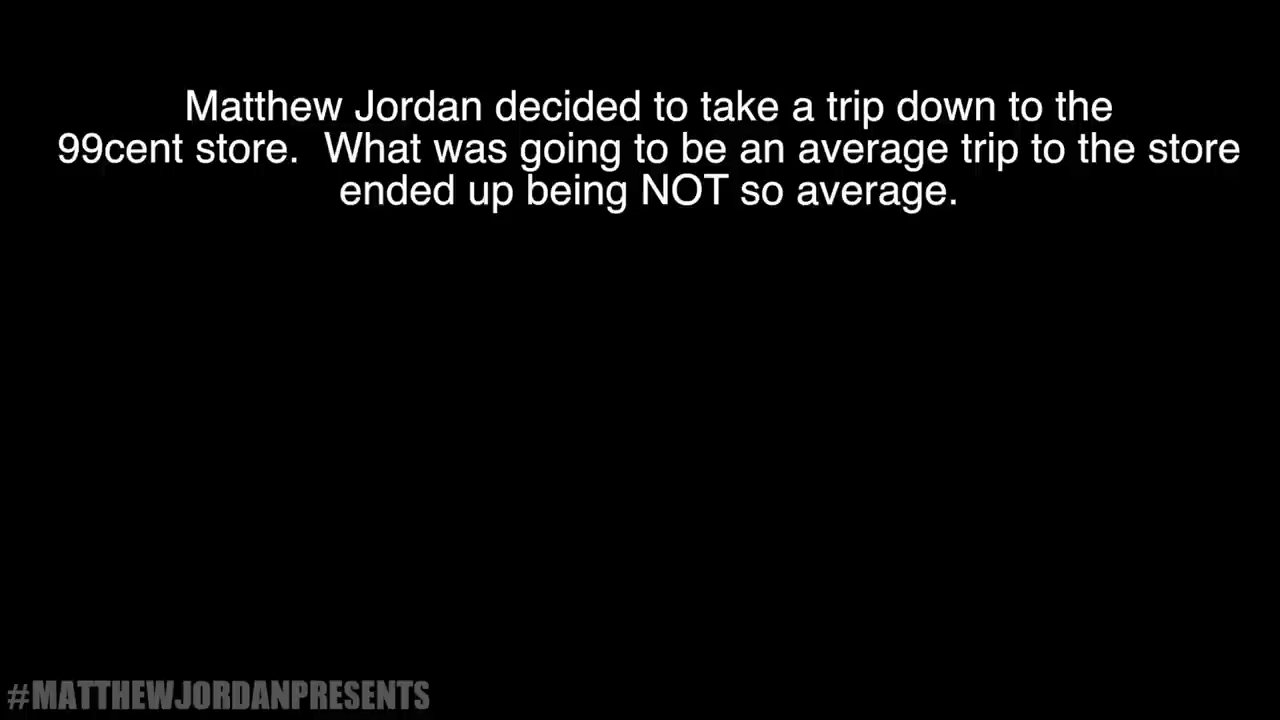 Matthew Jordan decided to take a trip down to the
99cent store.  What was going to be an average trip to the store
ended up being NOT so average.
#MATTHEWJORDANPRESENTS